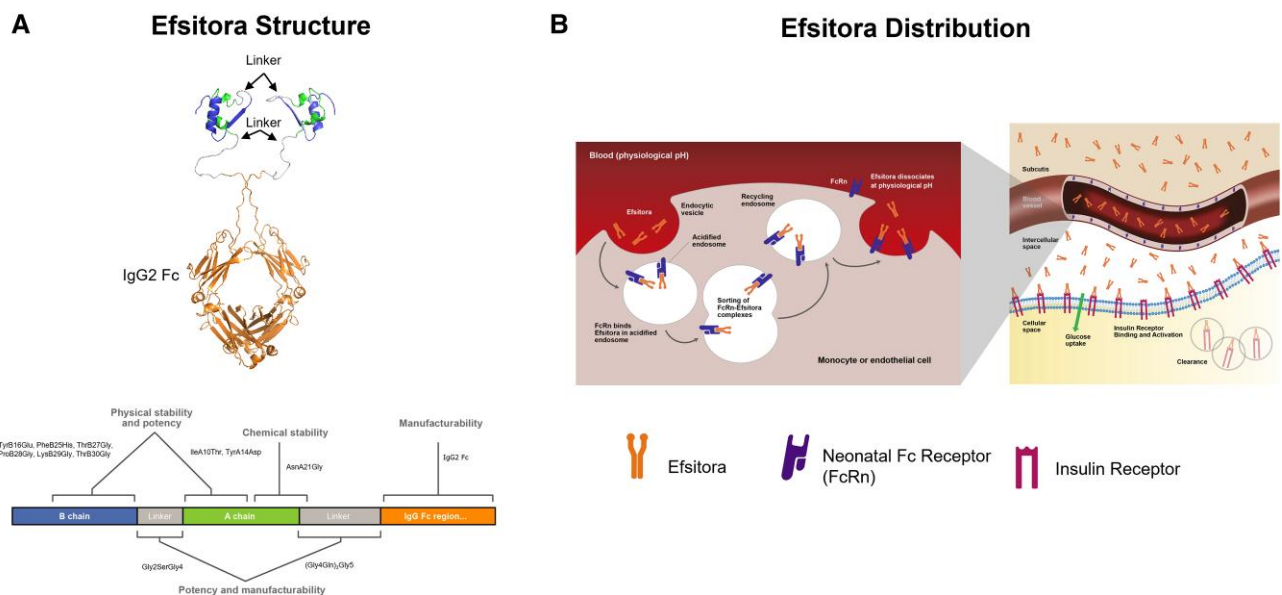 A
Efsitora Structure
Linker
Linker
IgG2 Fc
Physical stability
and potency
TyrB16Glu, PheB25His, ThrB27Gly,
ProB28Gly, LysB29Gly, ThrB30Gly
IleA10Thr, TyrA14Asp
Chemical stability
AsnA21Gly
Manufacturability
IgG2 Fc
B chain
Linker
A chain
Linker
IgG Fc region...
Gly2SerGly4
(Gly4Gln)₃Gly5
Potency and manufacturability
B
Efsitora Distribution
Blood (physiological pH)
FcRn
Efsitora dissociates
at physiological pH
Efsitora
Endocytic
vesicle
Recycling
endosome
Acidified
endosome
Sorting of
FcRn-Efsitora
complexes
FcRn binds
Efsitora in acidified
endosome
Monocyte or endothelial cell
Subcutis
Blood
vessel
Intercellular
space
Cellular
space
Glucose
uptake
Insulin Receptor
Binding and Activation
Clearance
Efsitora
Neonatal Fc Receptor
(FcRn)
Insulin Receptor